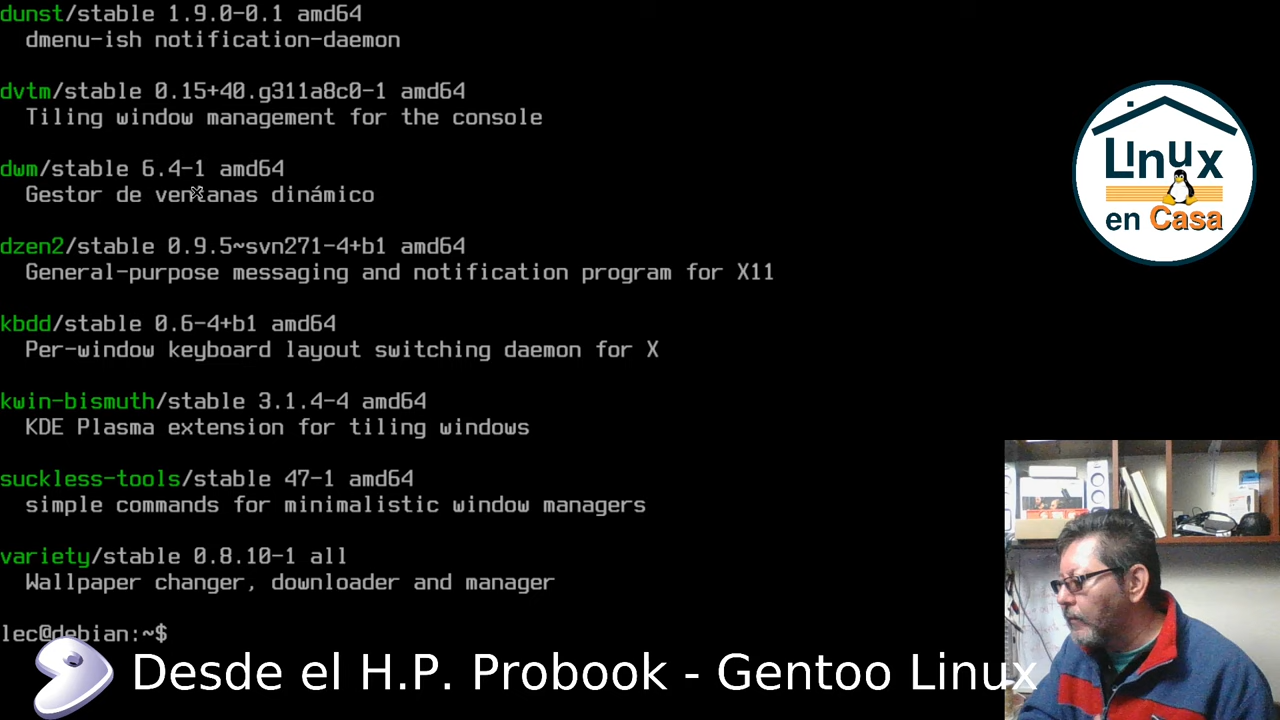 dunst/stable 1.9.0-0.1 amd64
dmenu-ish notification-daemon
dvtm/stable 0.15+40.g311a8c0-1 amd64
Tiling window management for the console
dwm/stable 6.4-1 amd64
Gestor de ventanas dinámico
dzen2/stable 0.9.5~svn271-4+b1 amd64
General-purpose messaging and notification program for X11
kbdd/stable 0.6-4+b1 amd64
Per-window keyboard layout switching daemon for X
kwin-bismuth/stable 3.1.4-4 amd64
KDE Plasma extension for tiling windows
suckless-tools/stable 47-1 amd64
simple commands for minimalistic window managers
variety/stable 0.8.10-1 all
Wallpaper changer, downloader and manager
lec@debian:~$
Linux
en Casa
Desde el H.P. Probook - Gentoo Linux